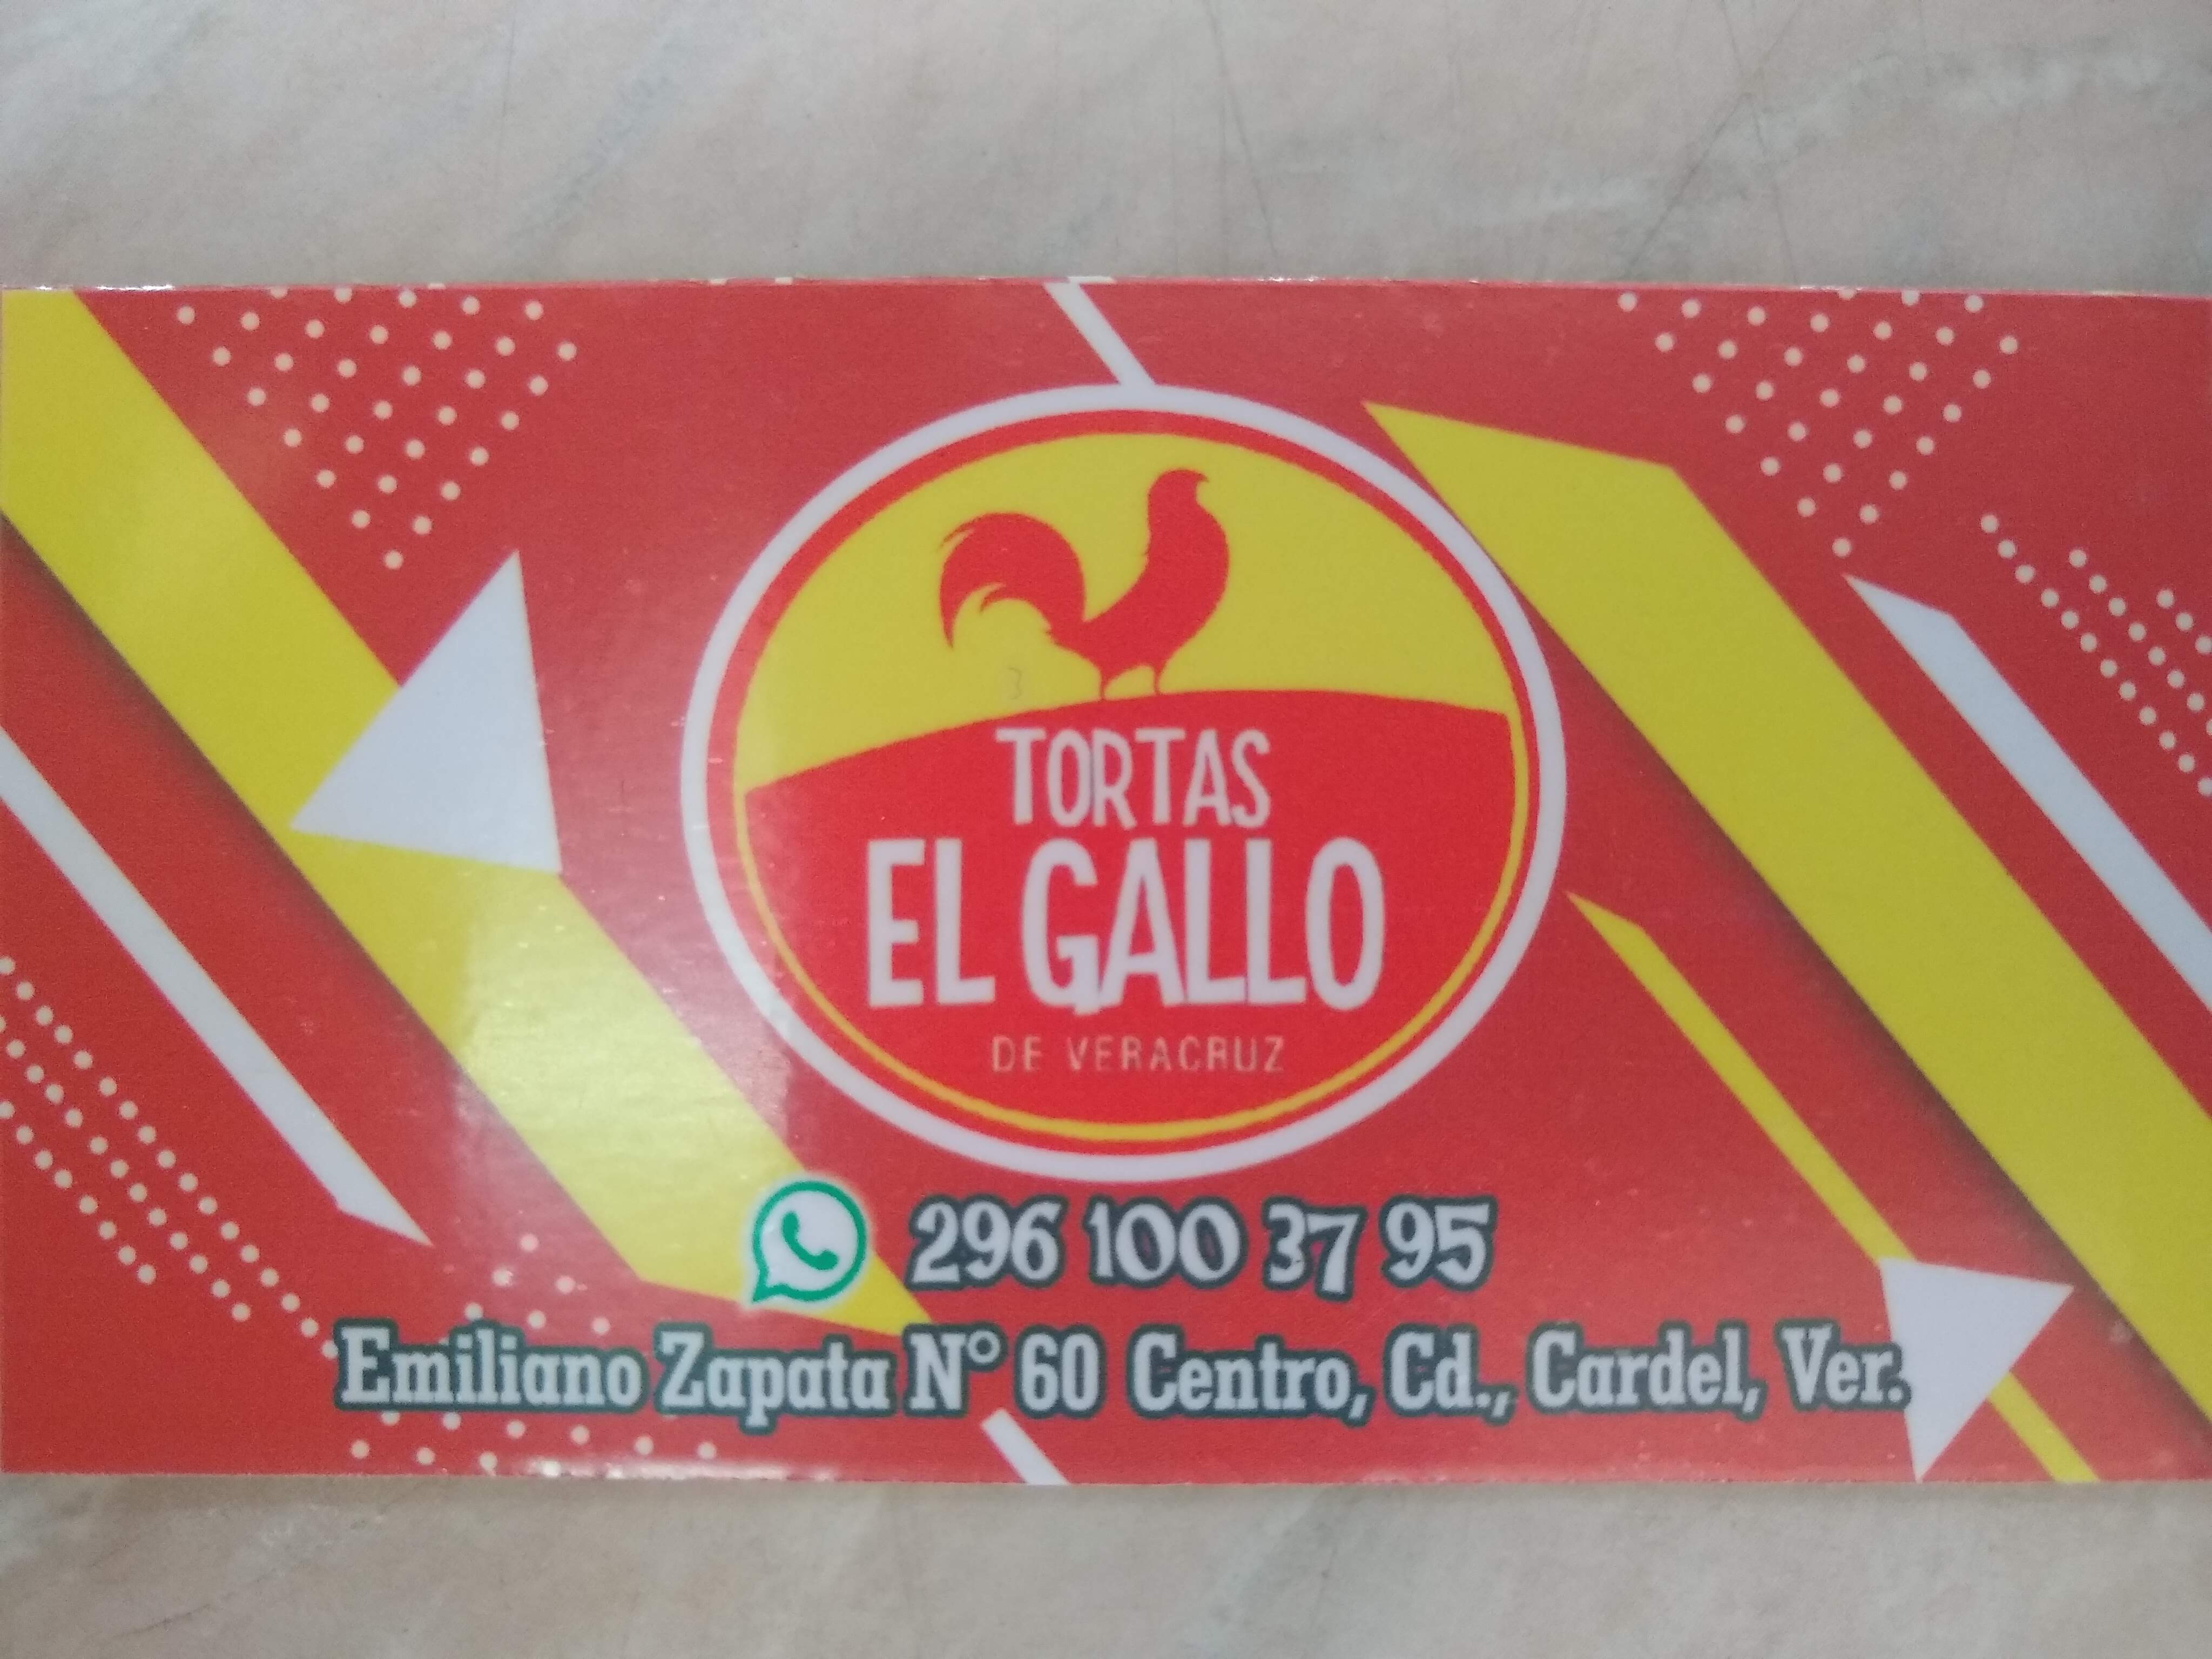 TORTAS
EL GALLO
DE VERACRUZ
296 100 37 95
Emiliano Zapata N° 60 Centro, Cd., Cardel, Ver.